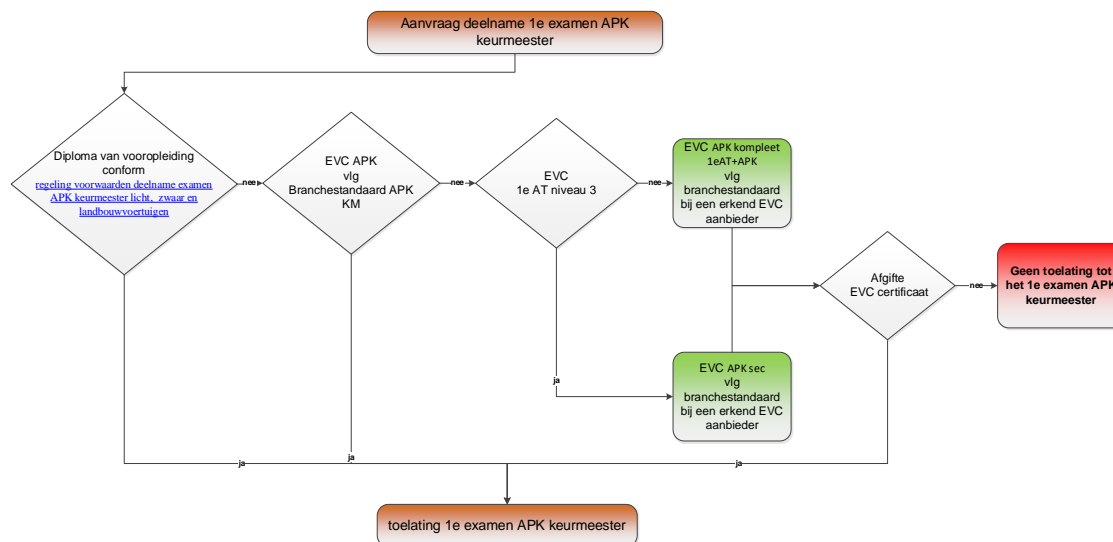 Aanvraag deelname 1e examen APK
keurmeester
Diploma van vooropleiding
conform
regeling voorwaarden deelname examen
APK keurmeester licht, zwaar en
landbouwvoertuigen
nee
EVC APK
vlg
Branchestandaard APK
KM
nee
EVC
1e AT niveau 3
nee
EVC APK kompleet
1eAT+APK
vlg
branchestandaard
bij een erkend EVC
aanbieder
Afgifte
EVC certificaat
nee
Geen toelating tot
het 1e examen APK
keurmeester
ja
EVC APK sec
vlg
branchestandaard
bij een erkend EVC
aanbieder
ja
ja
ja
toelating 1e examen APK keurmeester